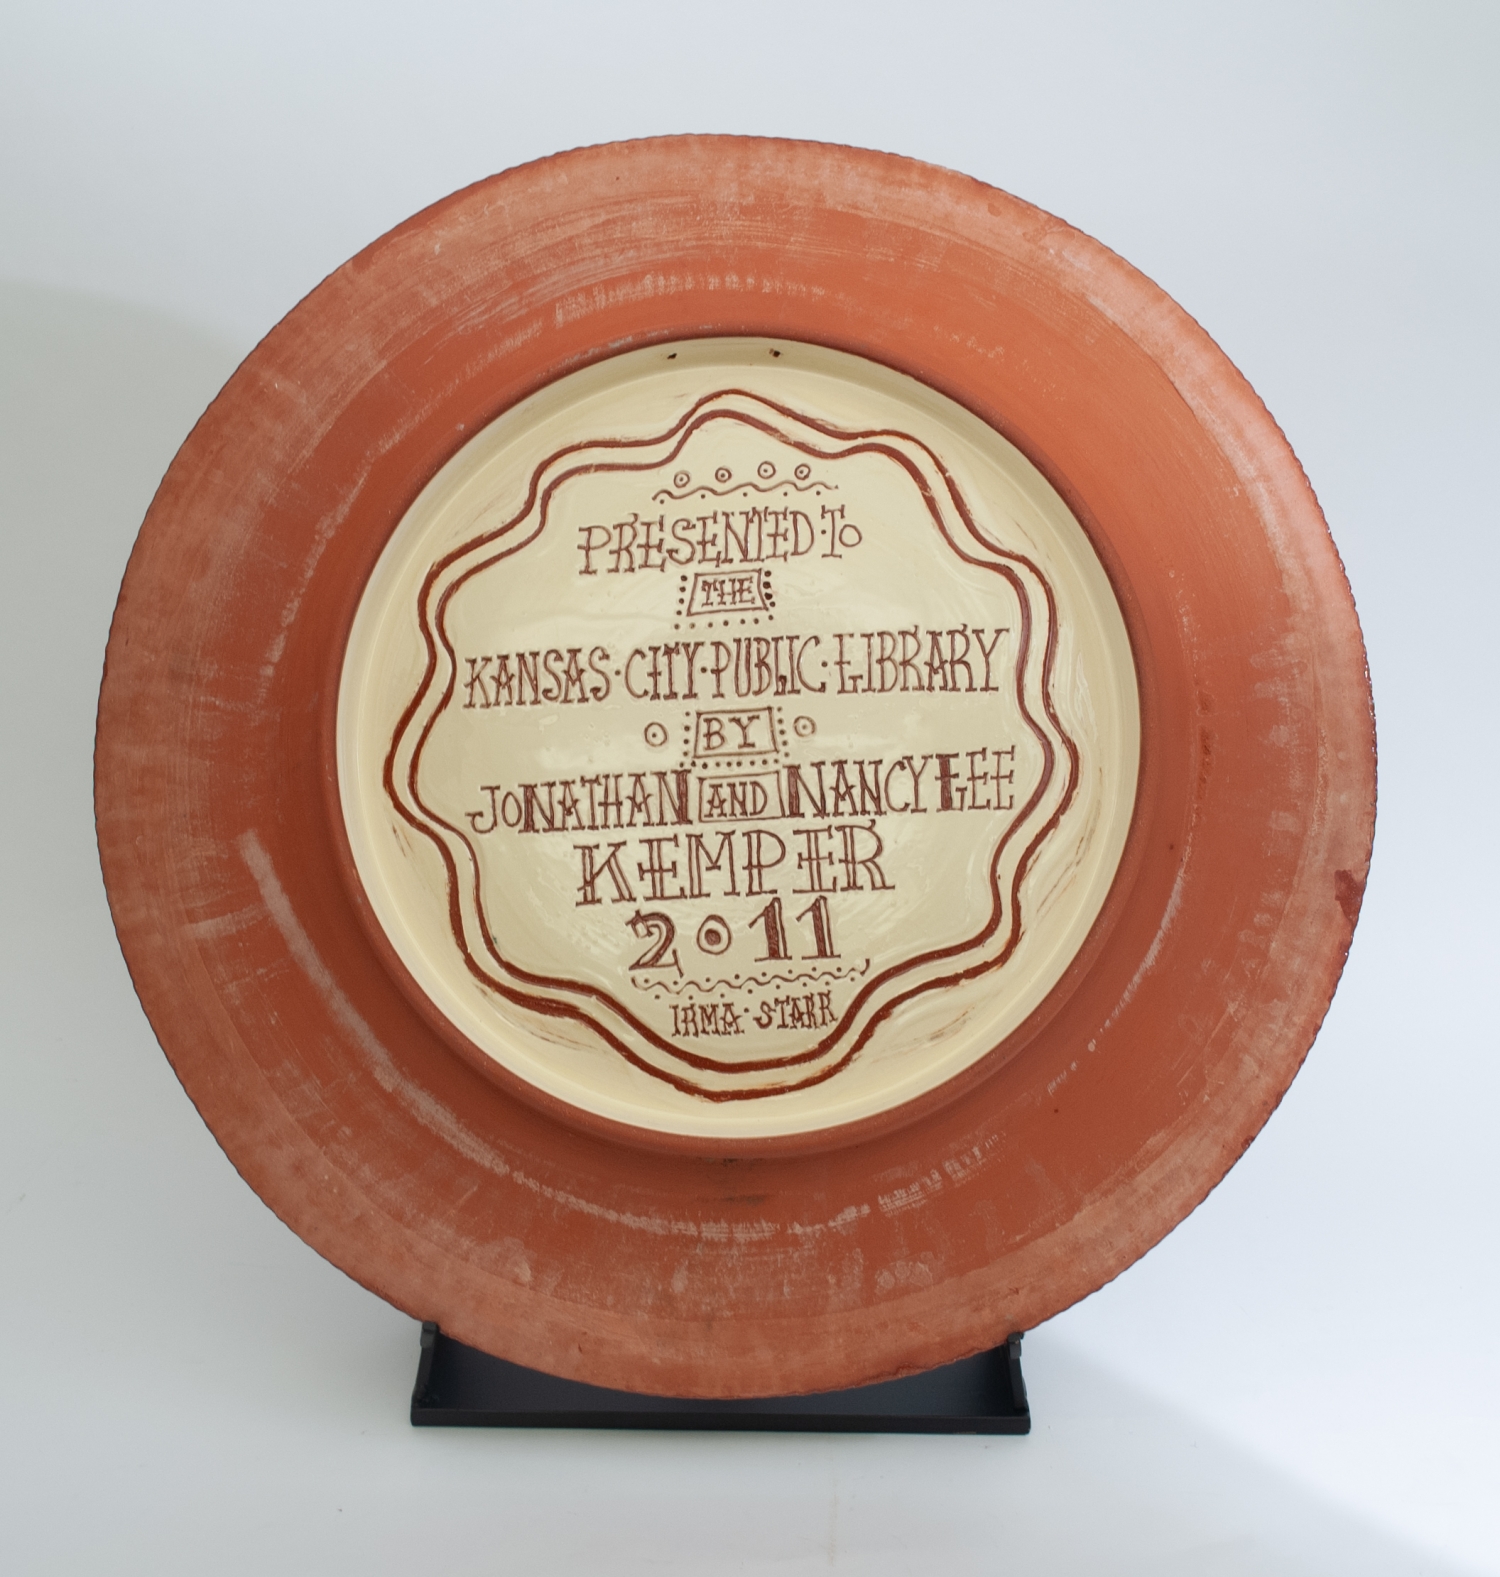 PRESENTED·To
THE
KANSAS·CITY·PUBLIC·LIBRARY
BY
JONATHAN AND NANCY LEE
KEMPER
2011
IRMA·STARR